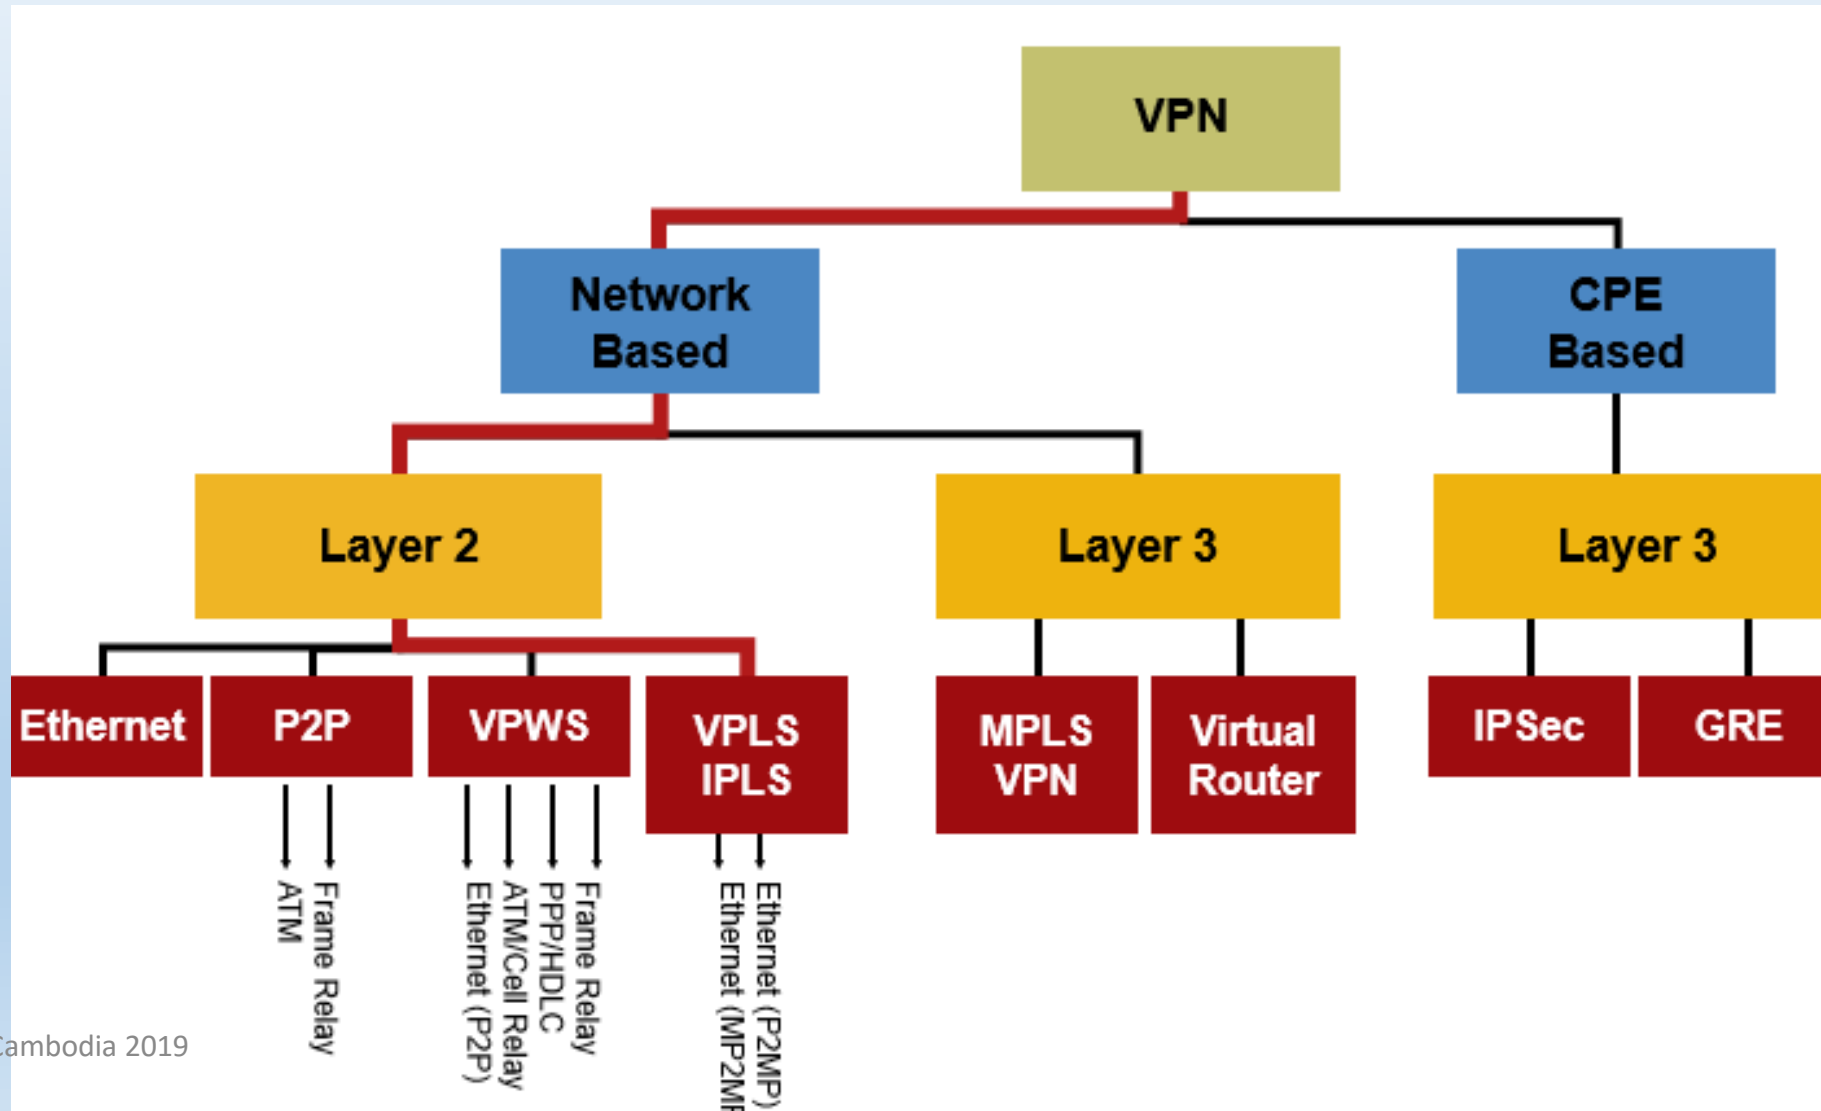 VPN
Network
Based
CPE
Based
Layer 2
Layer 3
Layer 3
Ethernet
P2P
VPWS
VPLS
IPLS
MPLS
VPN
Virtual
Router
IPSec
GRE
ATM
Frame Relay
Ethernet (P2P)
ATM/Cell Relay
PPP/HDLC
Frame Relay
Ethernet (MP2MP
Ethernet (P2MP)
Cambodia 2019